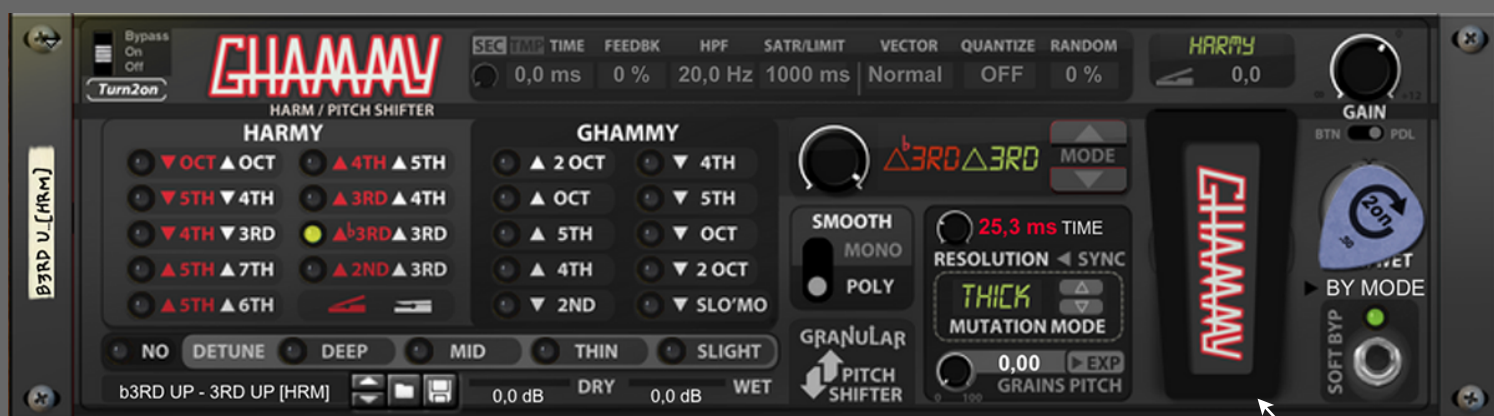 Bypass
On
Off
Turn2on
GHAMMY
HARM / PITCH SHIFTER
SEC TMP TIME FEEDBK HPF SATR/LIMIT VECTOR QUANTIZE RANDOM
0,0 ms 0 % 20,0 Hz 1000 ms Normal OFF 0 %
HARMY
0,0
∞ 0 +12
GAIN
BTN PDL
B3RD U_[HRM]
HARMY
▼OCT▲OCT ▲4TH▲5TH
▼5TH▼4TH ▲3RD▲4TH
▼4TH▼3RD ▲b3RD▲3RD
▲5TH▲7TH ▲2ND▲3RD
▲5TH▲6TH
GHAMMY
▲ 2 OCT ▼ 4TH
▲ OCT ▼ 5TH
▲ 5TH ▼ OCT
▲ 4TH ▼ 2 OCT
▼ 2ND ▼ SLO'MO
△b3RD△3RD
MODE
SMOOTH
MONO
POLY
25,3 ms TIME
RESOLUTION ◀ SYNC
THICK
MUTATION MODE
GRANULAR
PITCH
SHIFTER
0,00 ▶EXP
0 100 GRAINS PITCH
GHAMMY
2on
50
▶ BY MODE
SOFT BYP
NO DETUNE DEEP MID THIN SLIGHT
b3RD UP - 3RD UP [HRM]
0,0 dB DRY 0,0 dB WET